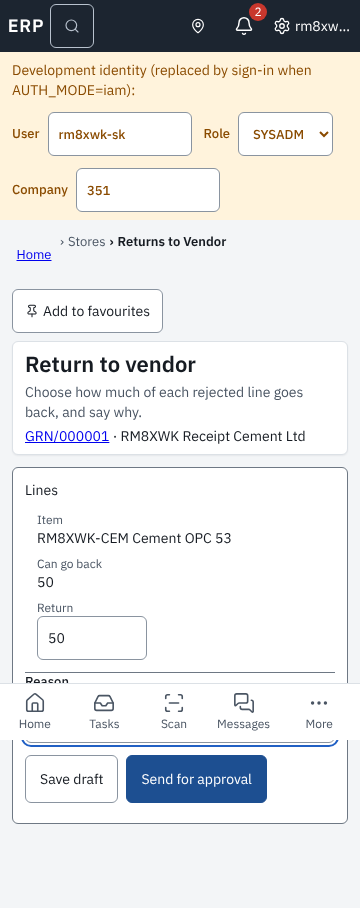 ERP
2
rm8xw...
Development identity (replaced by sign-in when
AUTH_MODE=iam):
User
rm8xwk-sk
Role
SYSADM
Company
351
› Stores › Returns to Vendor
Home
Add to favourites
Return to vendor
Choose how much of each rejected line goes
back, and say why.
GRN/000001 · RM8XWK Receipt Cement Ltd
Lines
Item
RM8XWK-CEM Cement OPC 53
Can go back
50
Return
50
Reason
Home
Tasks
Scan
Messages
More
Save draft
Send for approval